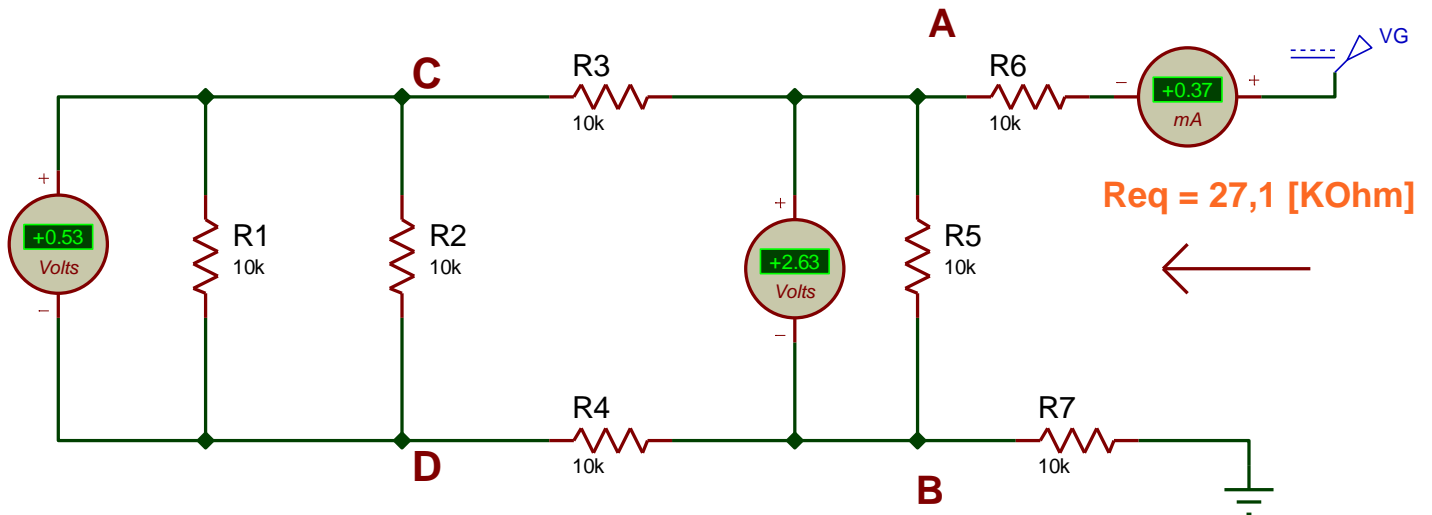 A
VG
C
R3
R6
+0.37
mA
10k
10k
+
−
Req = 27,1 [KOhm]
+
+
+0.53
Volts
R1
10k
R2
10k
+2.63
Volts
R5
10k
−
−
R4
R7
10k
10k
D
B